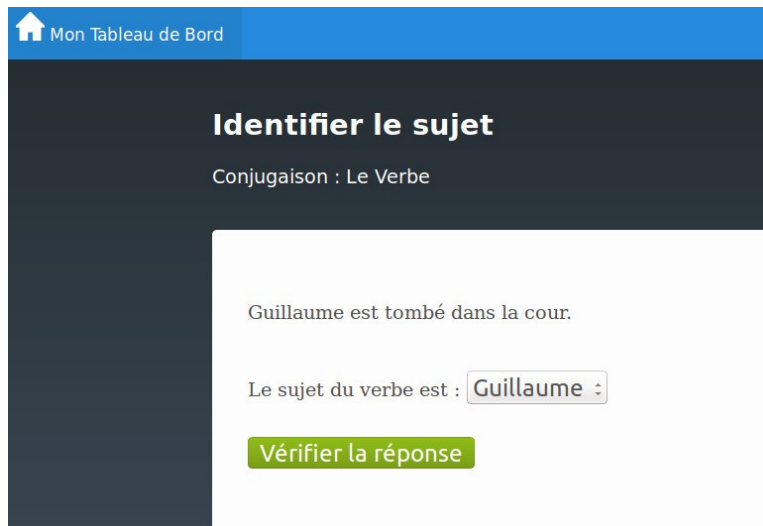 Mon Tableau de Bord
Identifier le sujet
Conjugaison : Le Verbe
Guillaume est tombé dans la cour.
Le sujet du verbe est : Guillaume
Vérifier la réponse